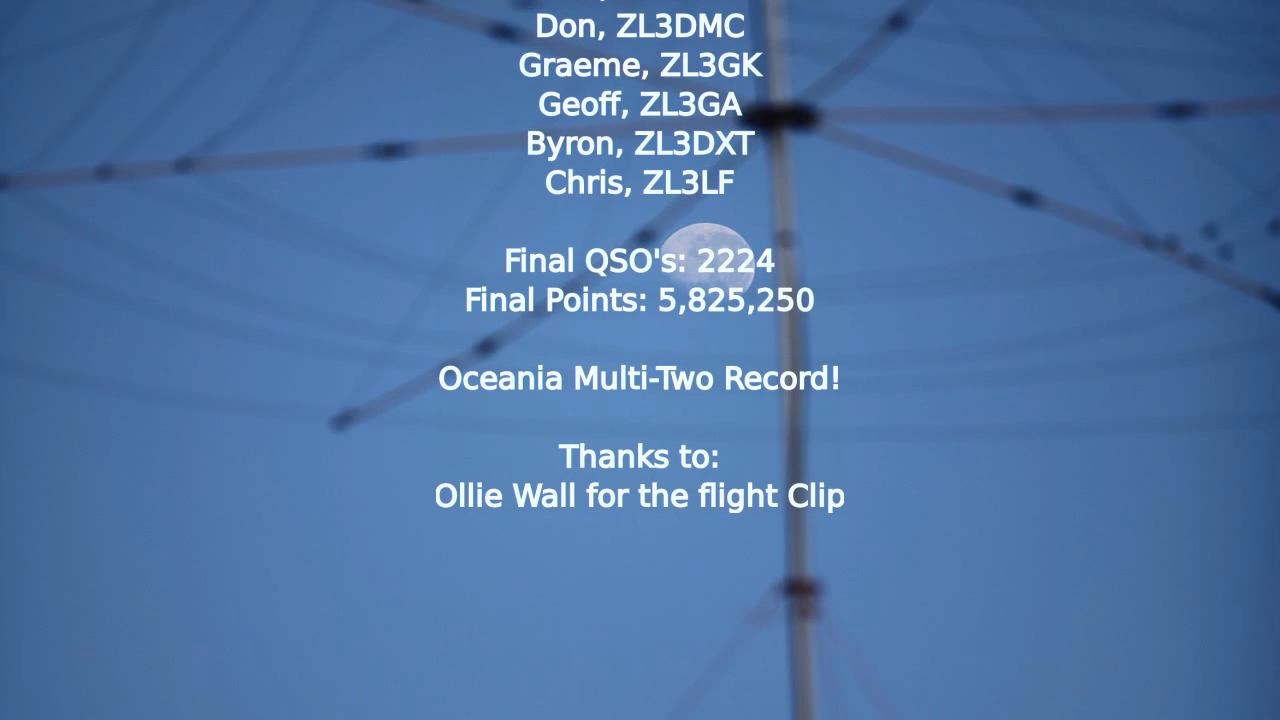 Don, ZL3DMC
Graeme, ZL3GK
Geoff, ZL3GA
Byron, ZL3DXT
Chris, ZL3LF
Final QSO's: 2224
Final Points: 5,825,250
Oceania Multi-Two Record!
Thanks to:
Ollie Wall for the flight Clip